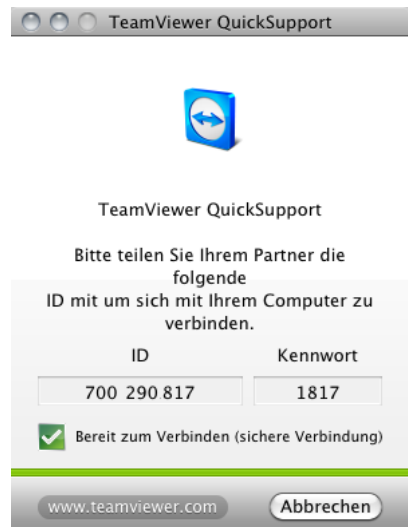 TeamViewer QuickSupport
TeamViewer QuickSupport
Bitte teilen Sie Ihrem Partner die
folgende
ID mit um sich mit Ihrem Computer zu
verbinden.
ID Kennwort
700 290 817 1817
Bereit zum Verbinden (sichere Verbindung)
www.teamviewer.com Abbrechen